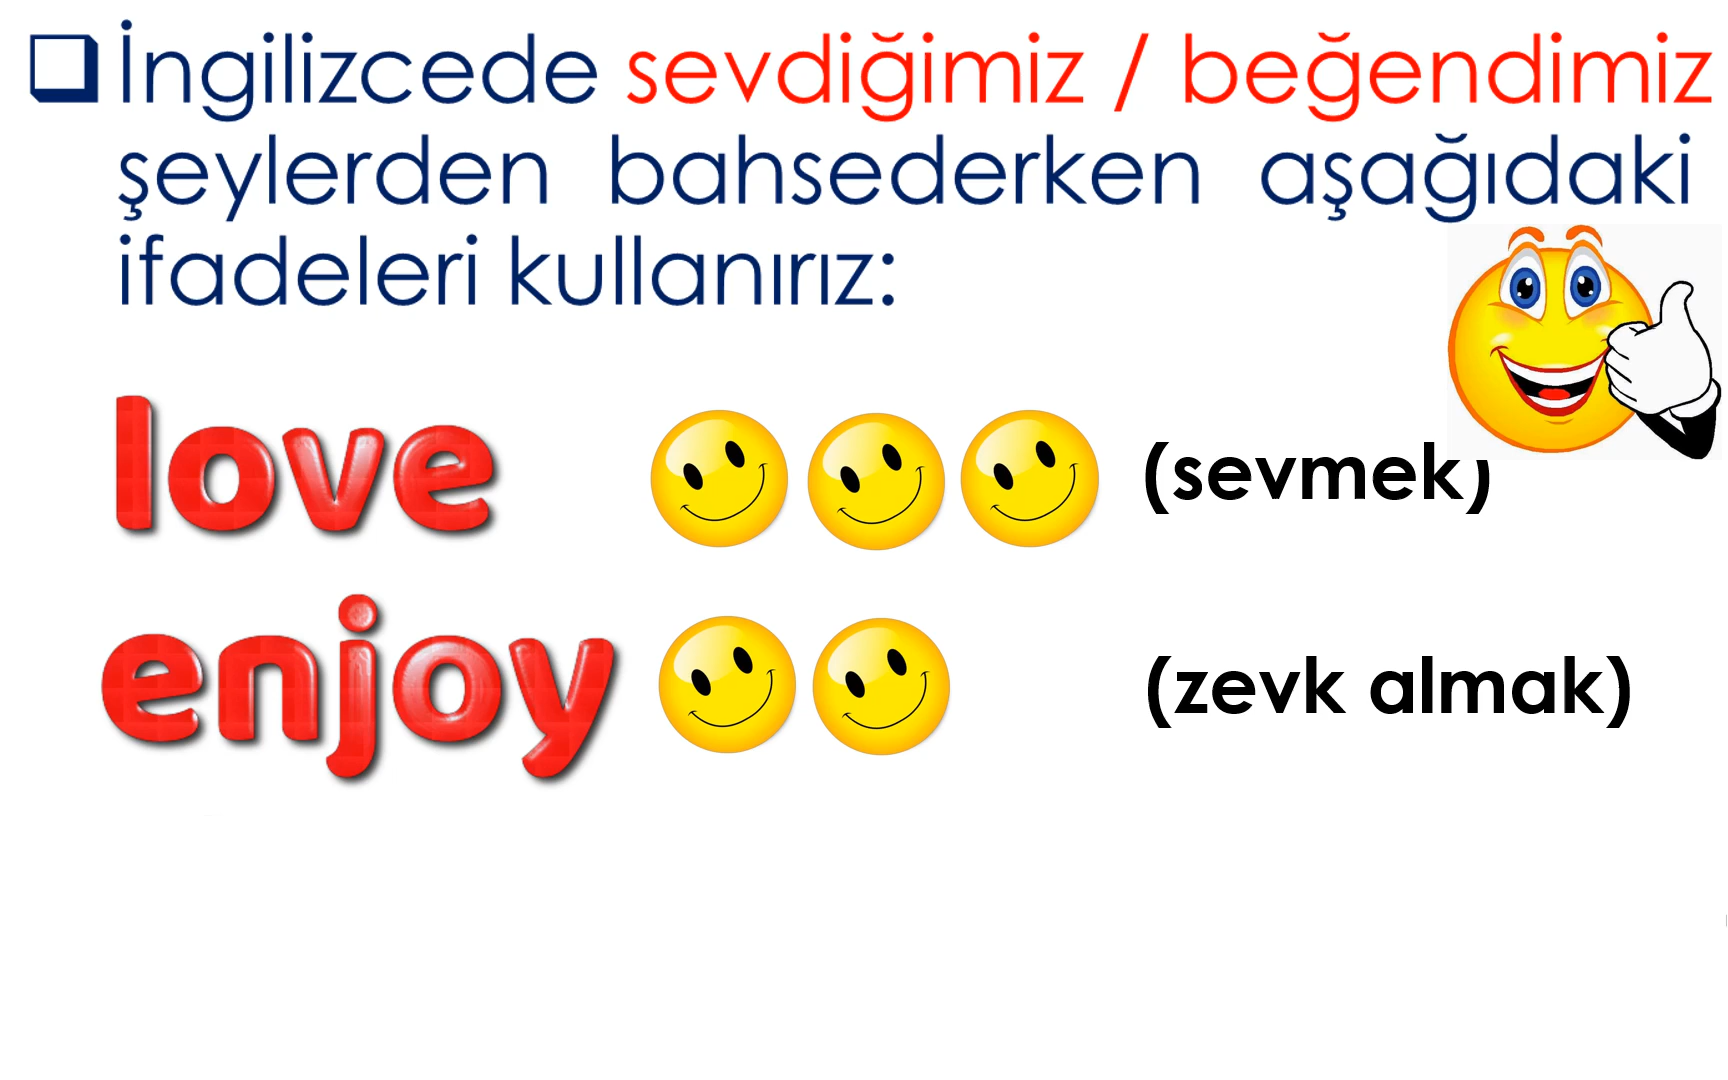 İngilizcede sevdiğimiz / beğendimiz
şeylerden bahsederken aşağıdaki
ifadeleri kullanırız:
love (sevmek)
enjoy (zevk almak)